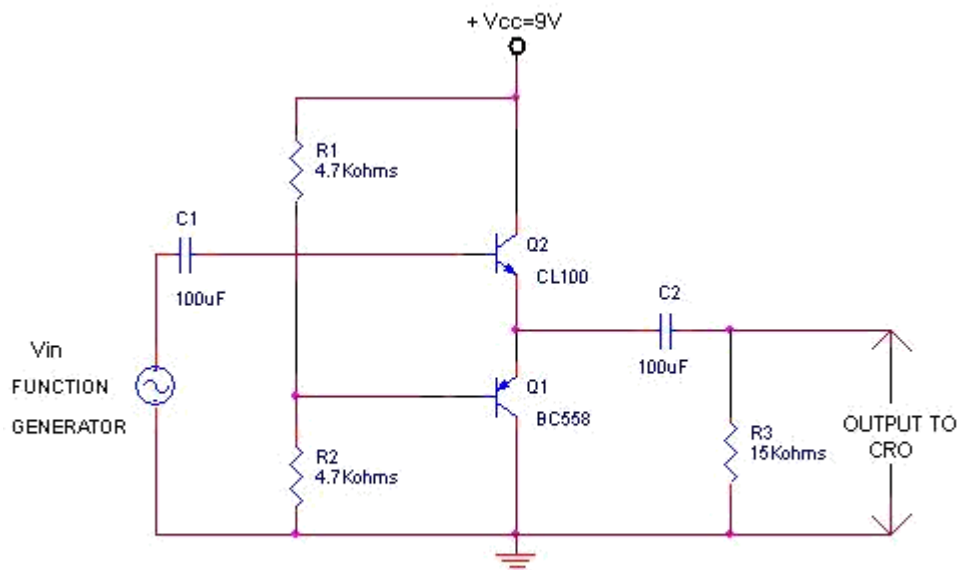 + Vcc=9V
R1
4.7Kohms
C1
100uF
Q2
CL100
C2
100uF
Vin
FUNCTION
GENERATOR
Q1
BC558
R2
4.7Kohms
R3
15Kohms
OUTPUT TO
CRO